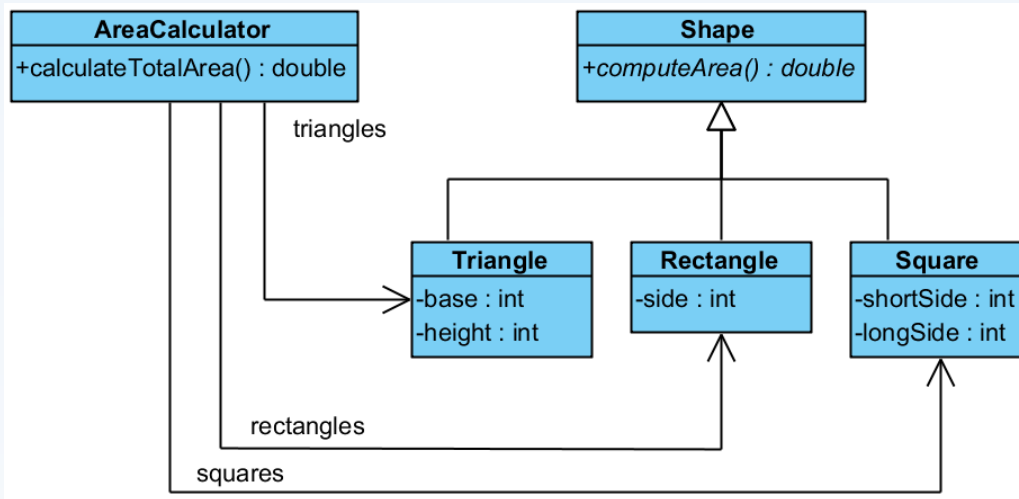 AreaCalculator
+calculateTotalArea() : double
Shape
+computeArea() : double
triangles
Triangle
-base : int
-height : int
Rectangle
-side : int
Square
-shortSide : int
-longSide : int
rectangles
squares